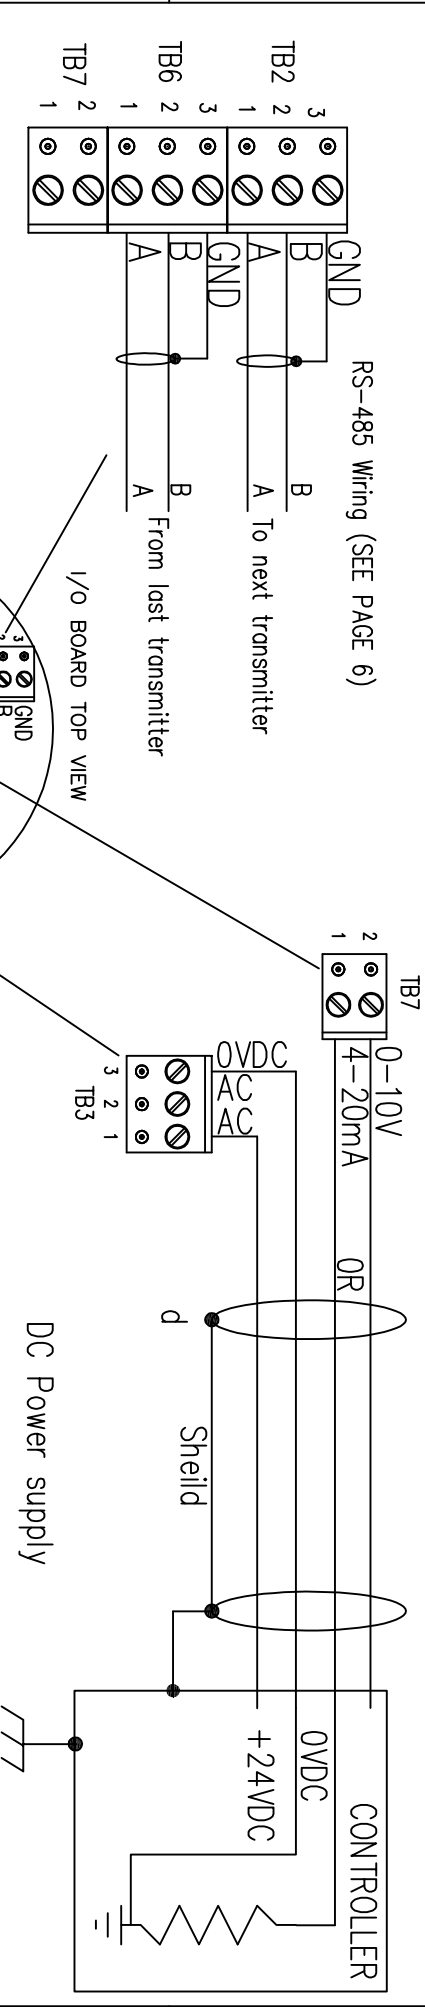 RS-485 Wiring (SEE PAGE 6)
TB2
3
2
1
GND
B
A
B
A
To next transmitter
TB6
3
2
1
GND
B
A
B
A
From last transmitter
TB7
2
1
I/O BOARD TOP VIEW
3
2
GND
B
TB7
2
1
0-10V
4-20mA
OR
TB3
3
2
1
0VDC
AC
AC
d
Sheild
DC Power supply
CONTROLLER
0VDC
+24VDC